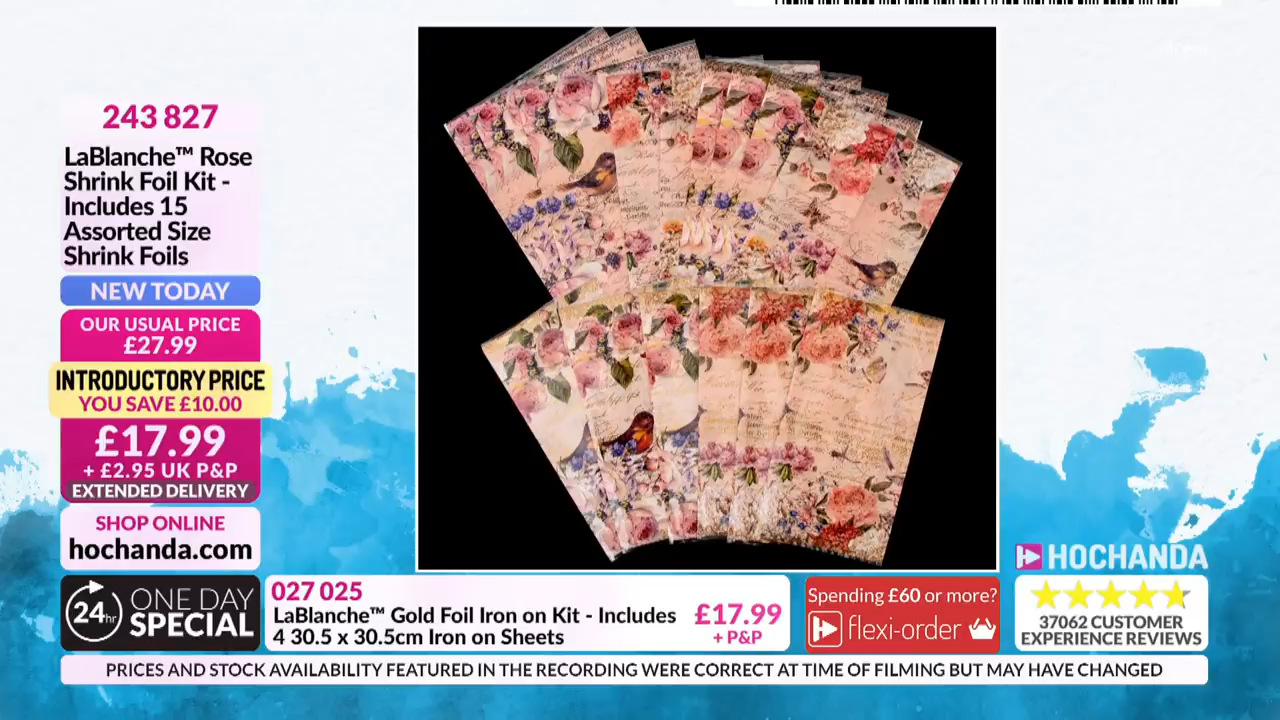 243 827
LaBlanche™ Rose
Shrink Foil Kit -
Includes 15
Assorted Size
Shrink Foils
NEW TODAY
OUR USUAL PRICE
£27.99
INTRODUCTORY PRICE
YOU SAVE £10.00
£17.99
+ £2.95 UK P&P
EXTENDED DELIVERY
SHOP ONLINE
hochanda.com
24hr
ONE DAY
SPECIAL
027 025
LaBlanche™ Gold Foil Iron on Kit - Includes
4 30.5 x 30.5cm Iron on Sheets
£17.99
+ P&P
Spending £60 or more?
flexi-order
HOCHANDA
37062 CUSTOMER
EXPERIENCE REVIEWS
PRICES AND STOCK AVAILABILITY FEATURED IN THE RECORDING WERE CORRECT AT TIME OF FILMING BUT MAY HAVE CHANGED